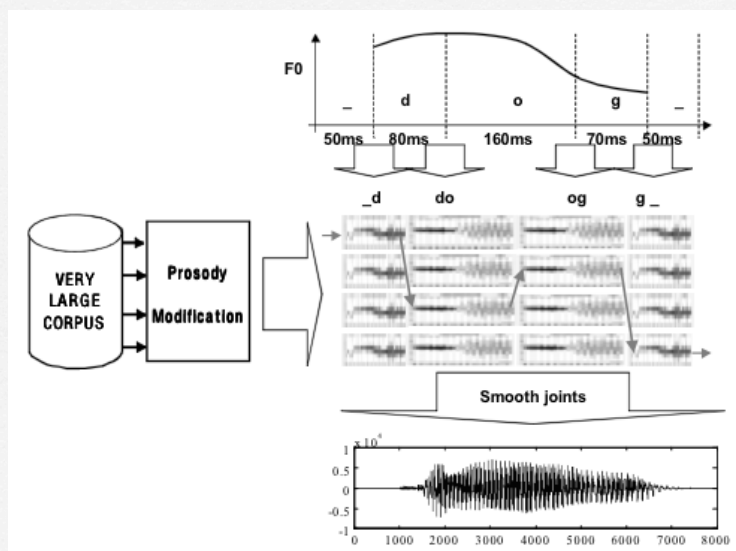 F0
_ d o g _
50ms 80ms 160ms 70ms 50ms
_d do og g _
VERY
LARGE
CORPUS
Prosody
Modification
Smooth joints
x 10⁴
1
0.5
0
-0.5
-1
0 1000 2000 3000 4000 5000 6000 7000 8000